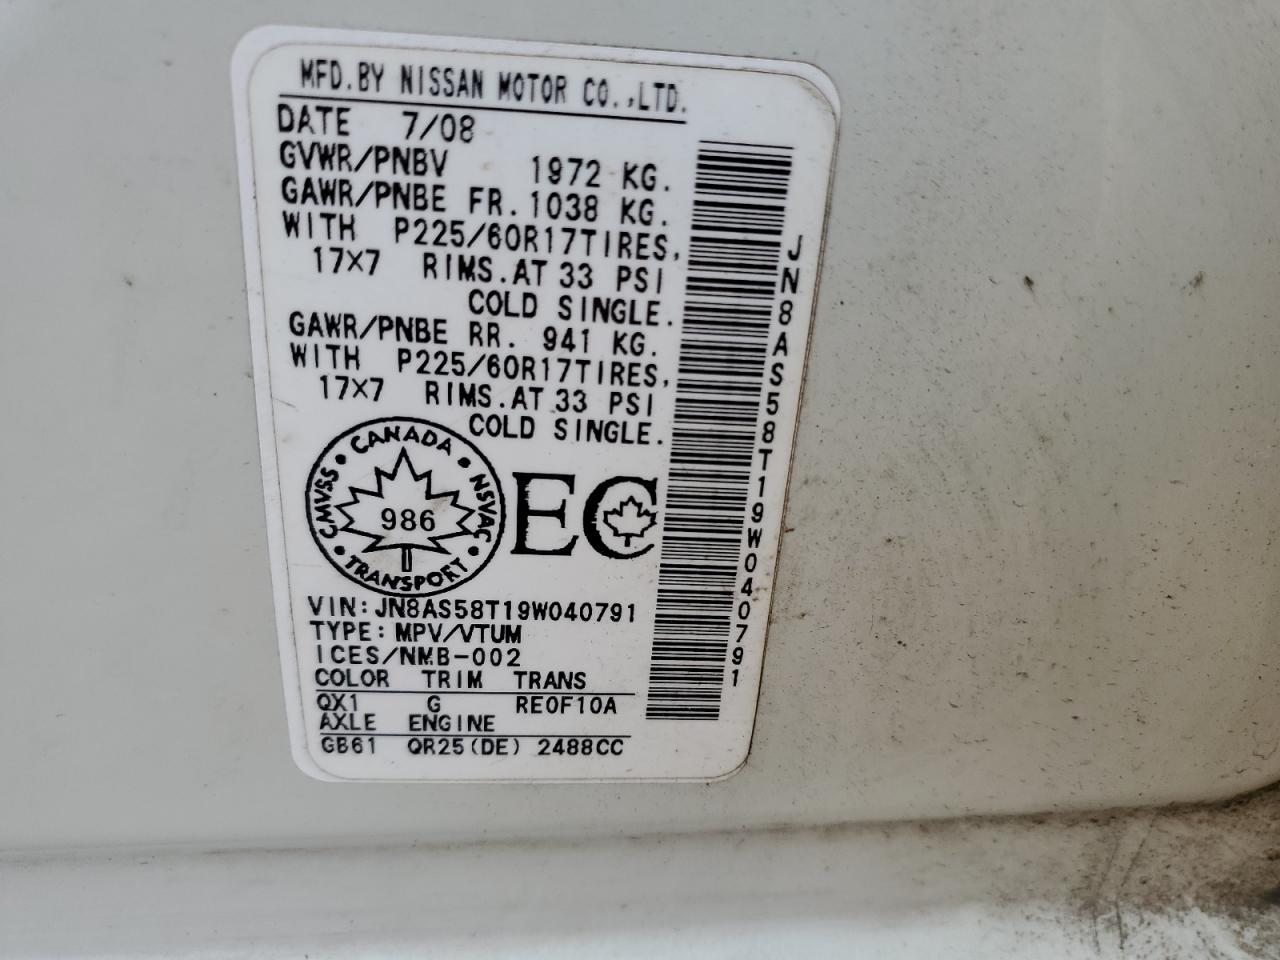 MFD.BY NISSAN MOTOR CO.,LTD.
DATE 7/08
GVWR/PNBV 1972 KG.
GAWR/PNBE FR. 1038 KG.
WITH P225/60R17TIRES,
17×7 RIMS.AT 33 PSI
COLD SINGLE.
GAWR/PNBE RR. 941 KG.
WITH P225/60R17TIRES,
17×7 RIMS.AT 33 PSI
COLD SINGLE.
CANADA
CMVSS • NSVAC
986
TRANSPORT
EC
VIN:JN8AS58T19W040791
TYPE:MPV/VTUM
ICES/NMB-002
COLOR TRIM TRANS
QX1 G RE0F10A
AXLE ENGINE
GB61 QR25(DE) 2488CC
JN8AS58T19W040791